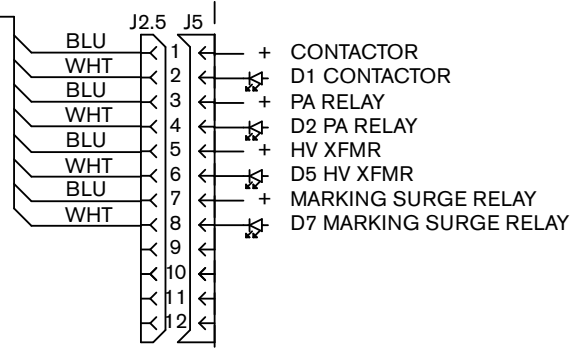 J2.5 J5
BLU 1 + CONTACTOR
WHT 2 D1 CONTACTOR
BLU 3 + PA RELAY
WHT 4 D2 PA RELAY
BLU 5 + HV XFMR
WHT 6 D5 HV XFMR
BLU 7 + MARKING SURGE RELAY
WHT 8 D7 MARKING SURGE RELAY
9
10
11
12